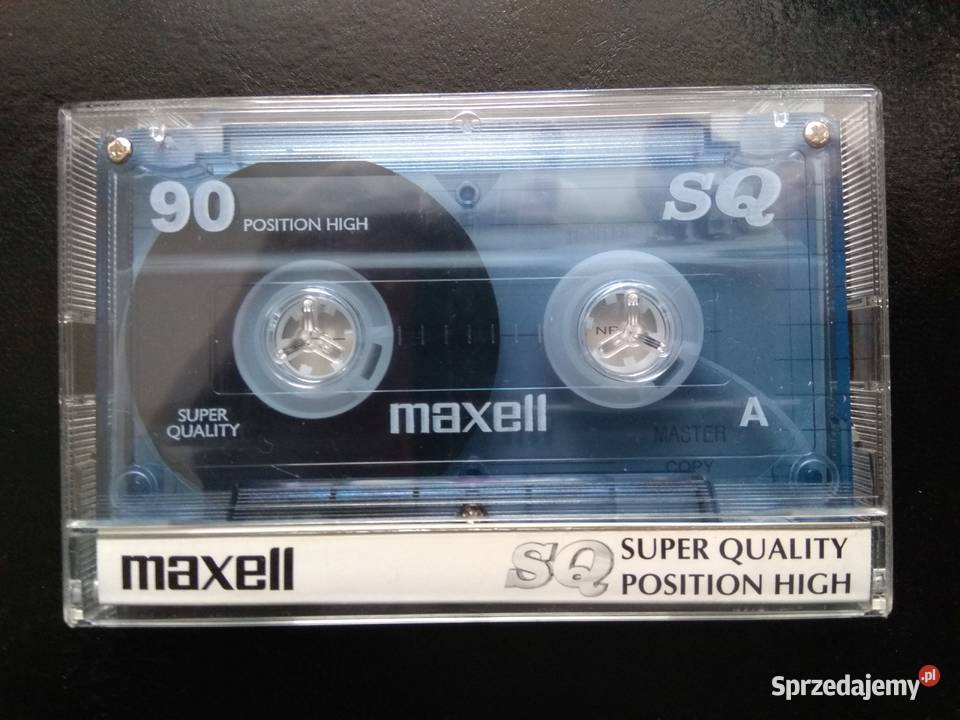 90 POSITION HIGH
SQ
SUPER
QUALITY
maxell
A
MASTER
COPY
maxell
SQ SUPER QUALITY
POSITION HIGH
Sprzedajemy.pl